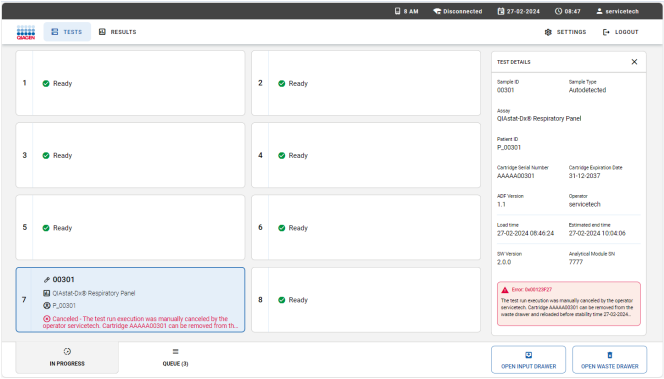 8 AM Disconnected 27-02-2024 08:47 servicetech
QIAGEN TESTS RESULTS SETTINGS LOGOUT
1 Ready
2 Ready
3 Ready
4 Ready
5 Ready
6 Ready
7
00301
QIAstat-Dx® Respiratory Panel
P_00301
Canceled - The test run execution was manually canceled by the
operator servicetech. Cartridge AAAAA00301 can be removed from th...
8 Ready
TEST DETAILS
Sample ID Sample Type
00301 Autodetected
Assay
QIAstat-Dx® Respiratory Panel
Patient ID
P_00301
Cartridge Serial Number Cartridge Expiration Date
AAAAA00301 31-12-2037
ADF Version Operator
1.1 servicetech
Load time Estimated end time
27-02-2024 08:46:24 27-02-2024 10:04:06
SW Version Analytical Module SN
2.0.0 7777
Error: 0x00123F27
The test run execution was manually canceled by the operator
servicetech. Cartridge AAAAA00301 can be removed from the
waste drawer and reloaded before stability time 27-02-2024...
IN PROGRESS QUEUE (3)
OPEN INPUT DRAWER OPEN WASTE DRAWER